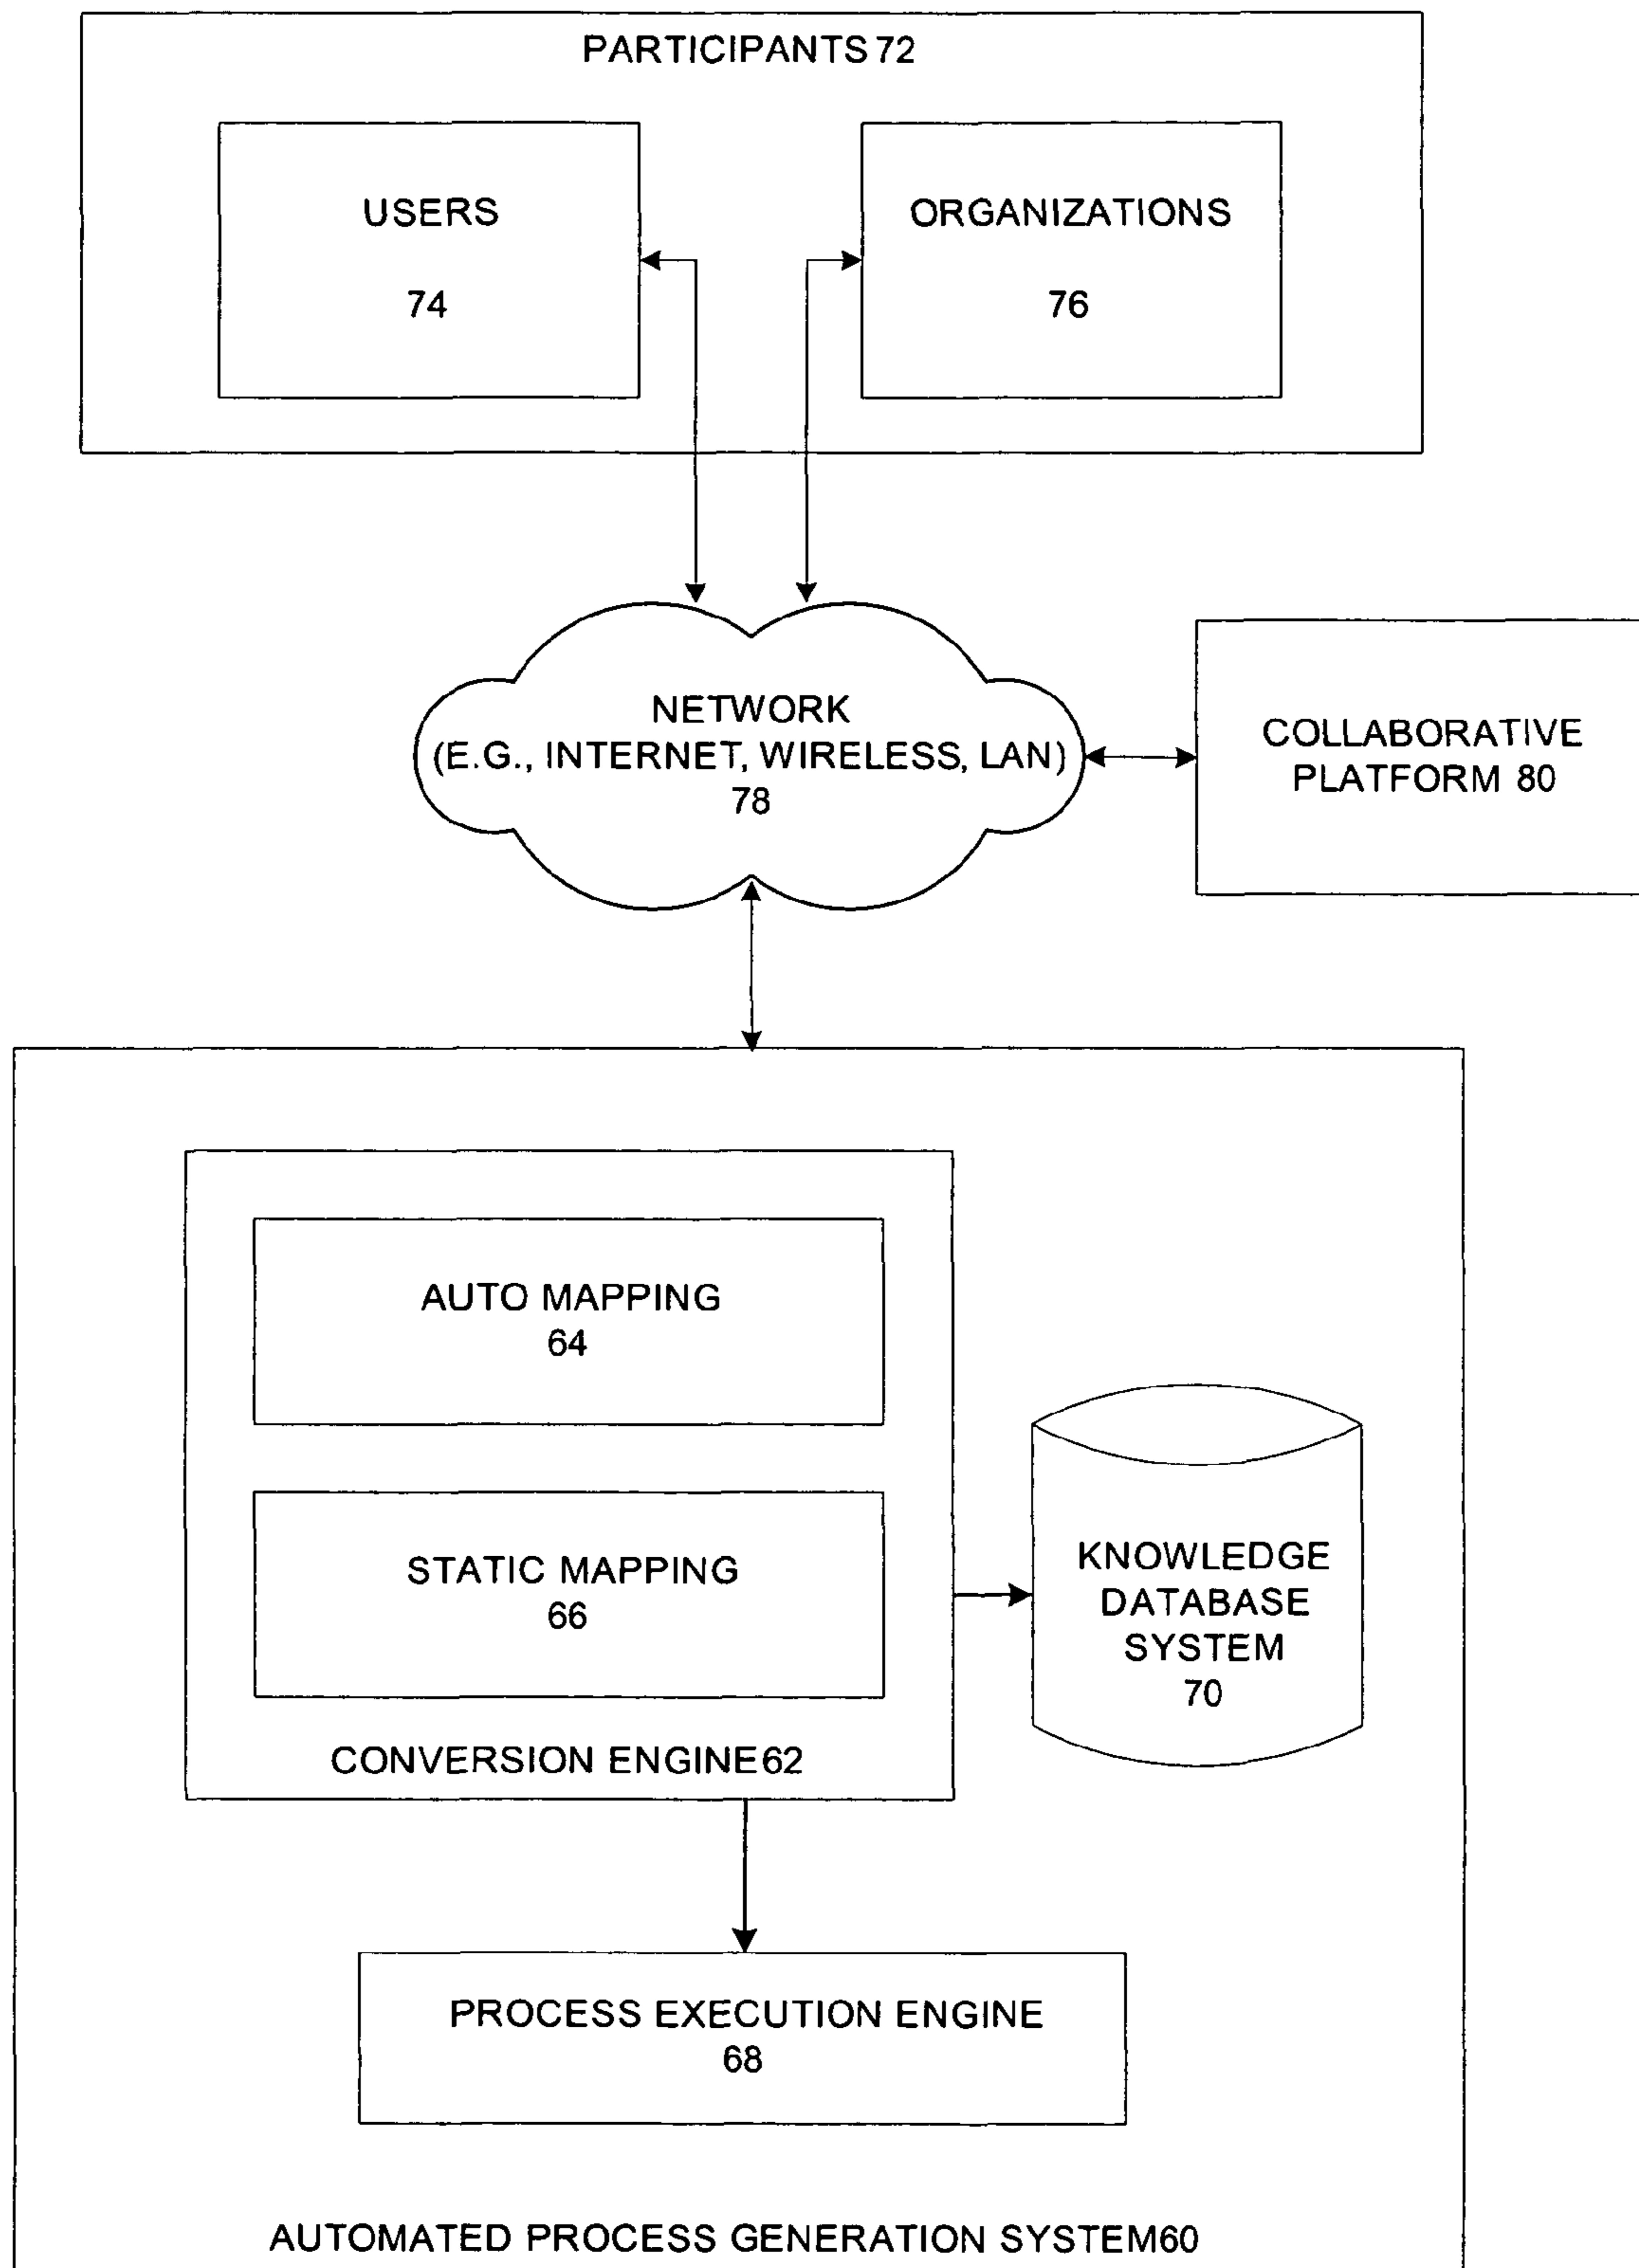 PARTICIPANTS 72
USERS
74
ORGANIZATIONS
76
NETWORK
(E.G., INTERNET, WIRELESS, LAN)
78
COLLABORATIVE
PLATFORM 80
AUTO MAPPING
64
STATIC MAPPING
66
CONVERSION ENGINE62
KNOWLEDGE
DATABASE
SYSTEM
70
PROCESS EXECUTION ENGINE
68
AUTOMATED PROCESS GENERATION SYSTEM60